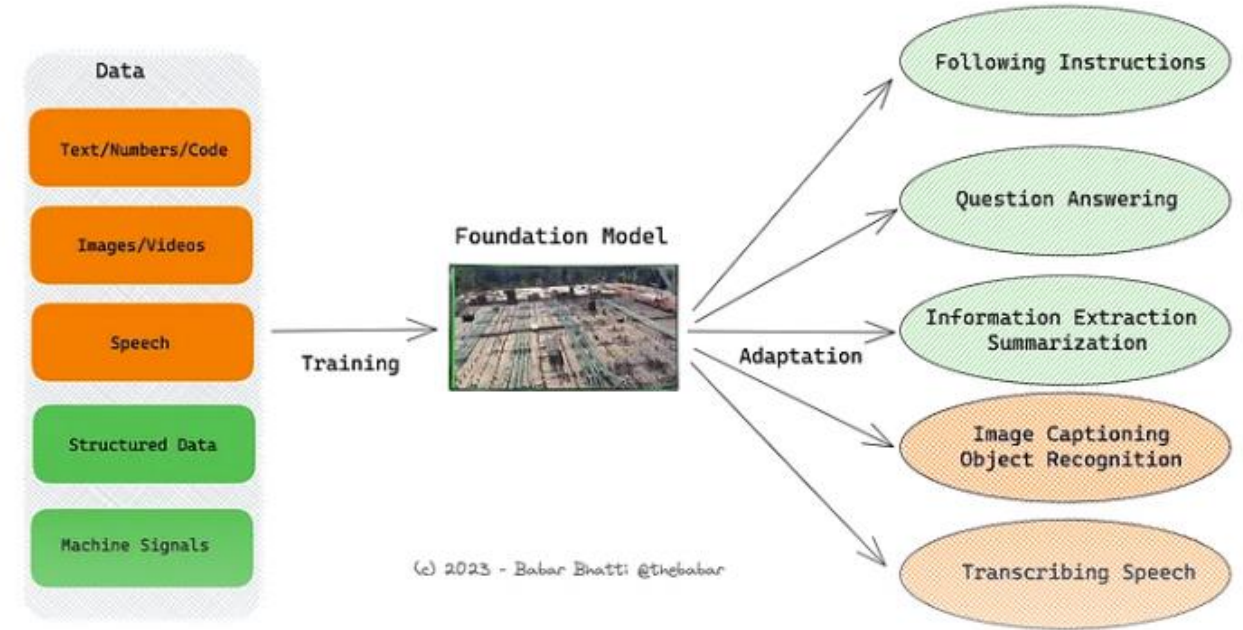 Data
Text/Numbers/Code
Images/Videos
Speech
Structured Data
Machine Signals
Training
Foundation Model
Adaptation
Following Instructions
Question Answering
Information Extraction
Summarization
Image Captioning
Object Recognition
Transcribing Speech
(c) 2023 - Babar Bhatti @thebabar